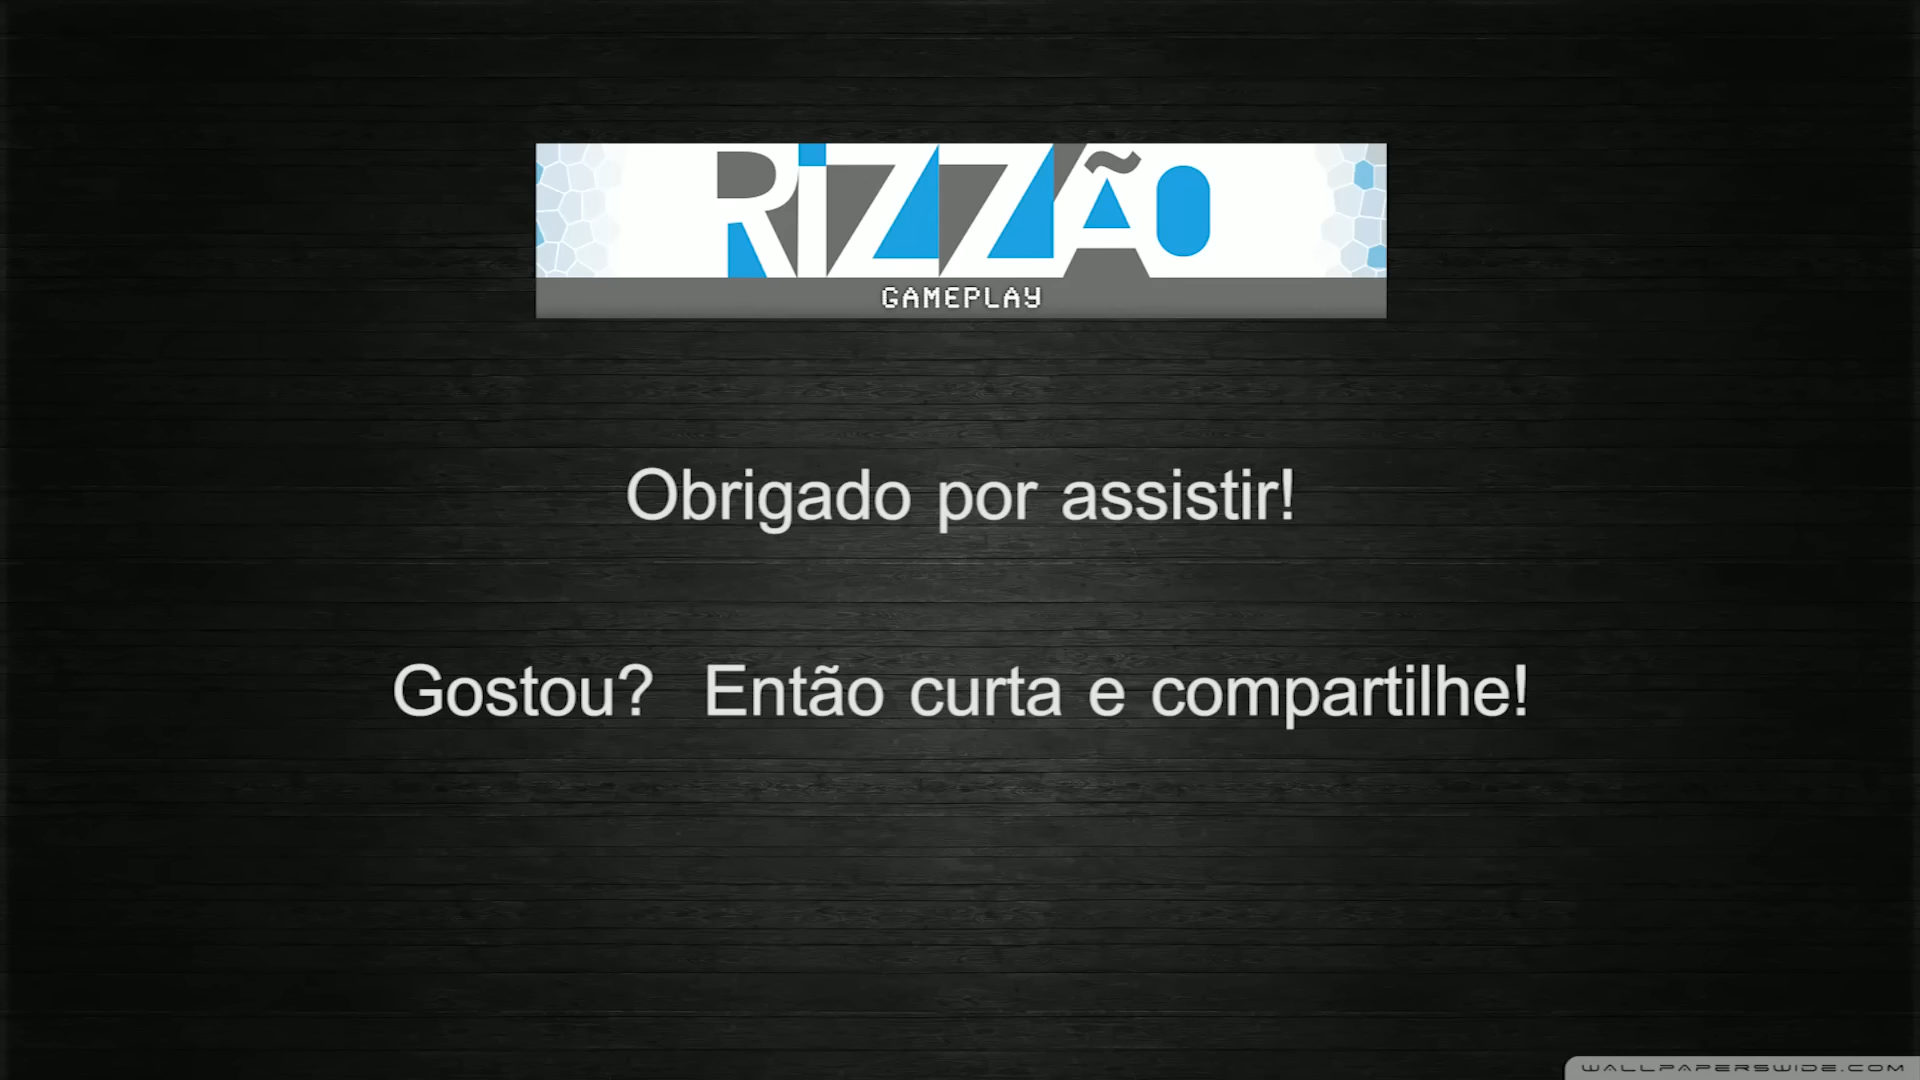 RiZZÃO
GAMEPLAY
Obrigado por assistir!
Gostou?  Então curta e compartilhe!
WALLPAPERSWIDE.COM